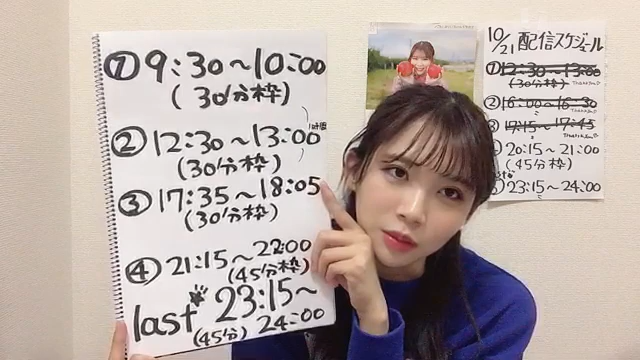 ① 9:30～10:00
(30分枠)
② 12:30～13:00
(30分枠)
③ 17:35～18:05
(30分枠)
④ 21:15～22:00
(45分枠)
last 23:15～
(45分) 24:00
10/21 配信スケジュール
① 12:30～13:00
(30分枠)
② 16:00～16:30
③ 17:15～17:45
20:15～21:00
(45分枠)
23:15～24:00